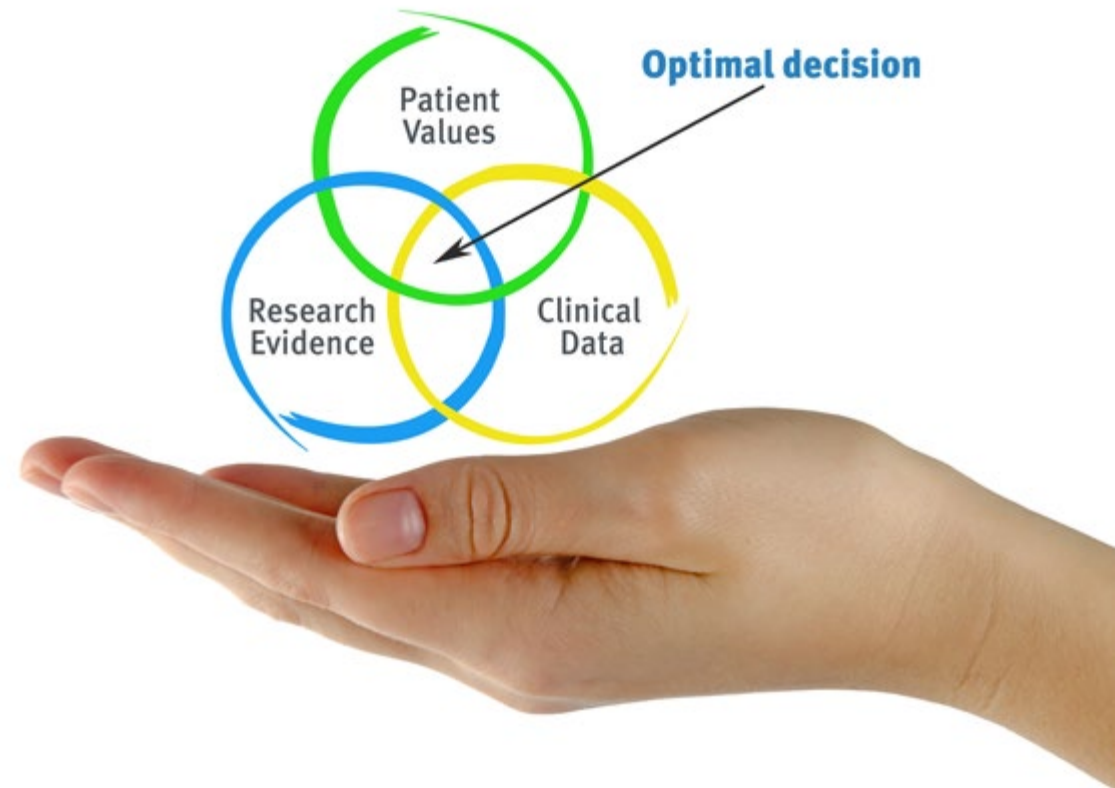 Optimal decision
Patient
Values
Research
Evidence
Clinical
Data